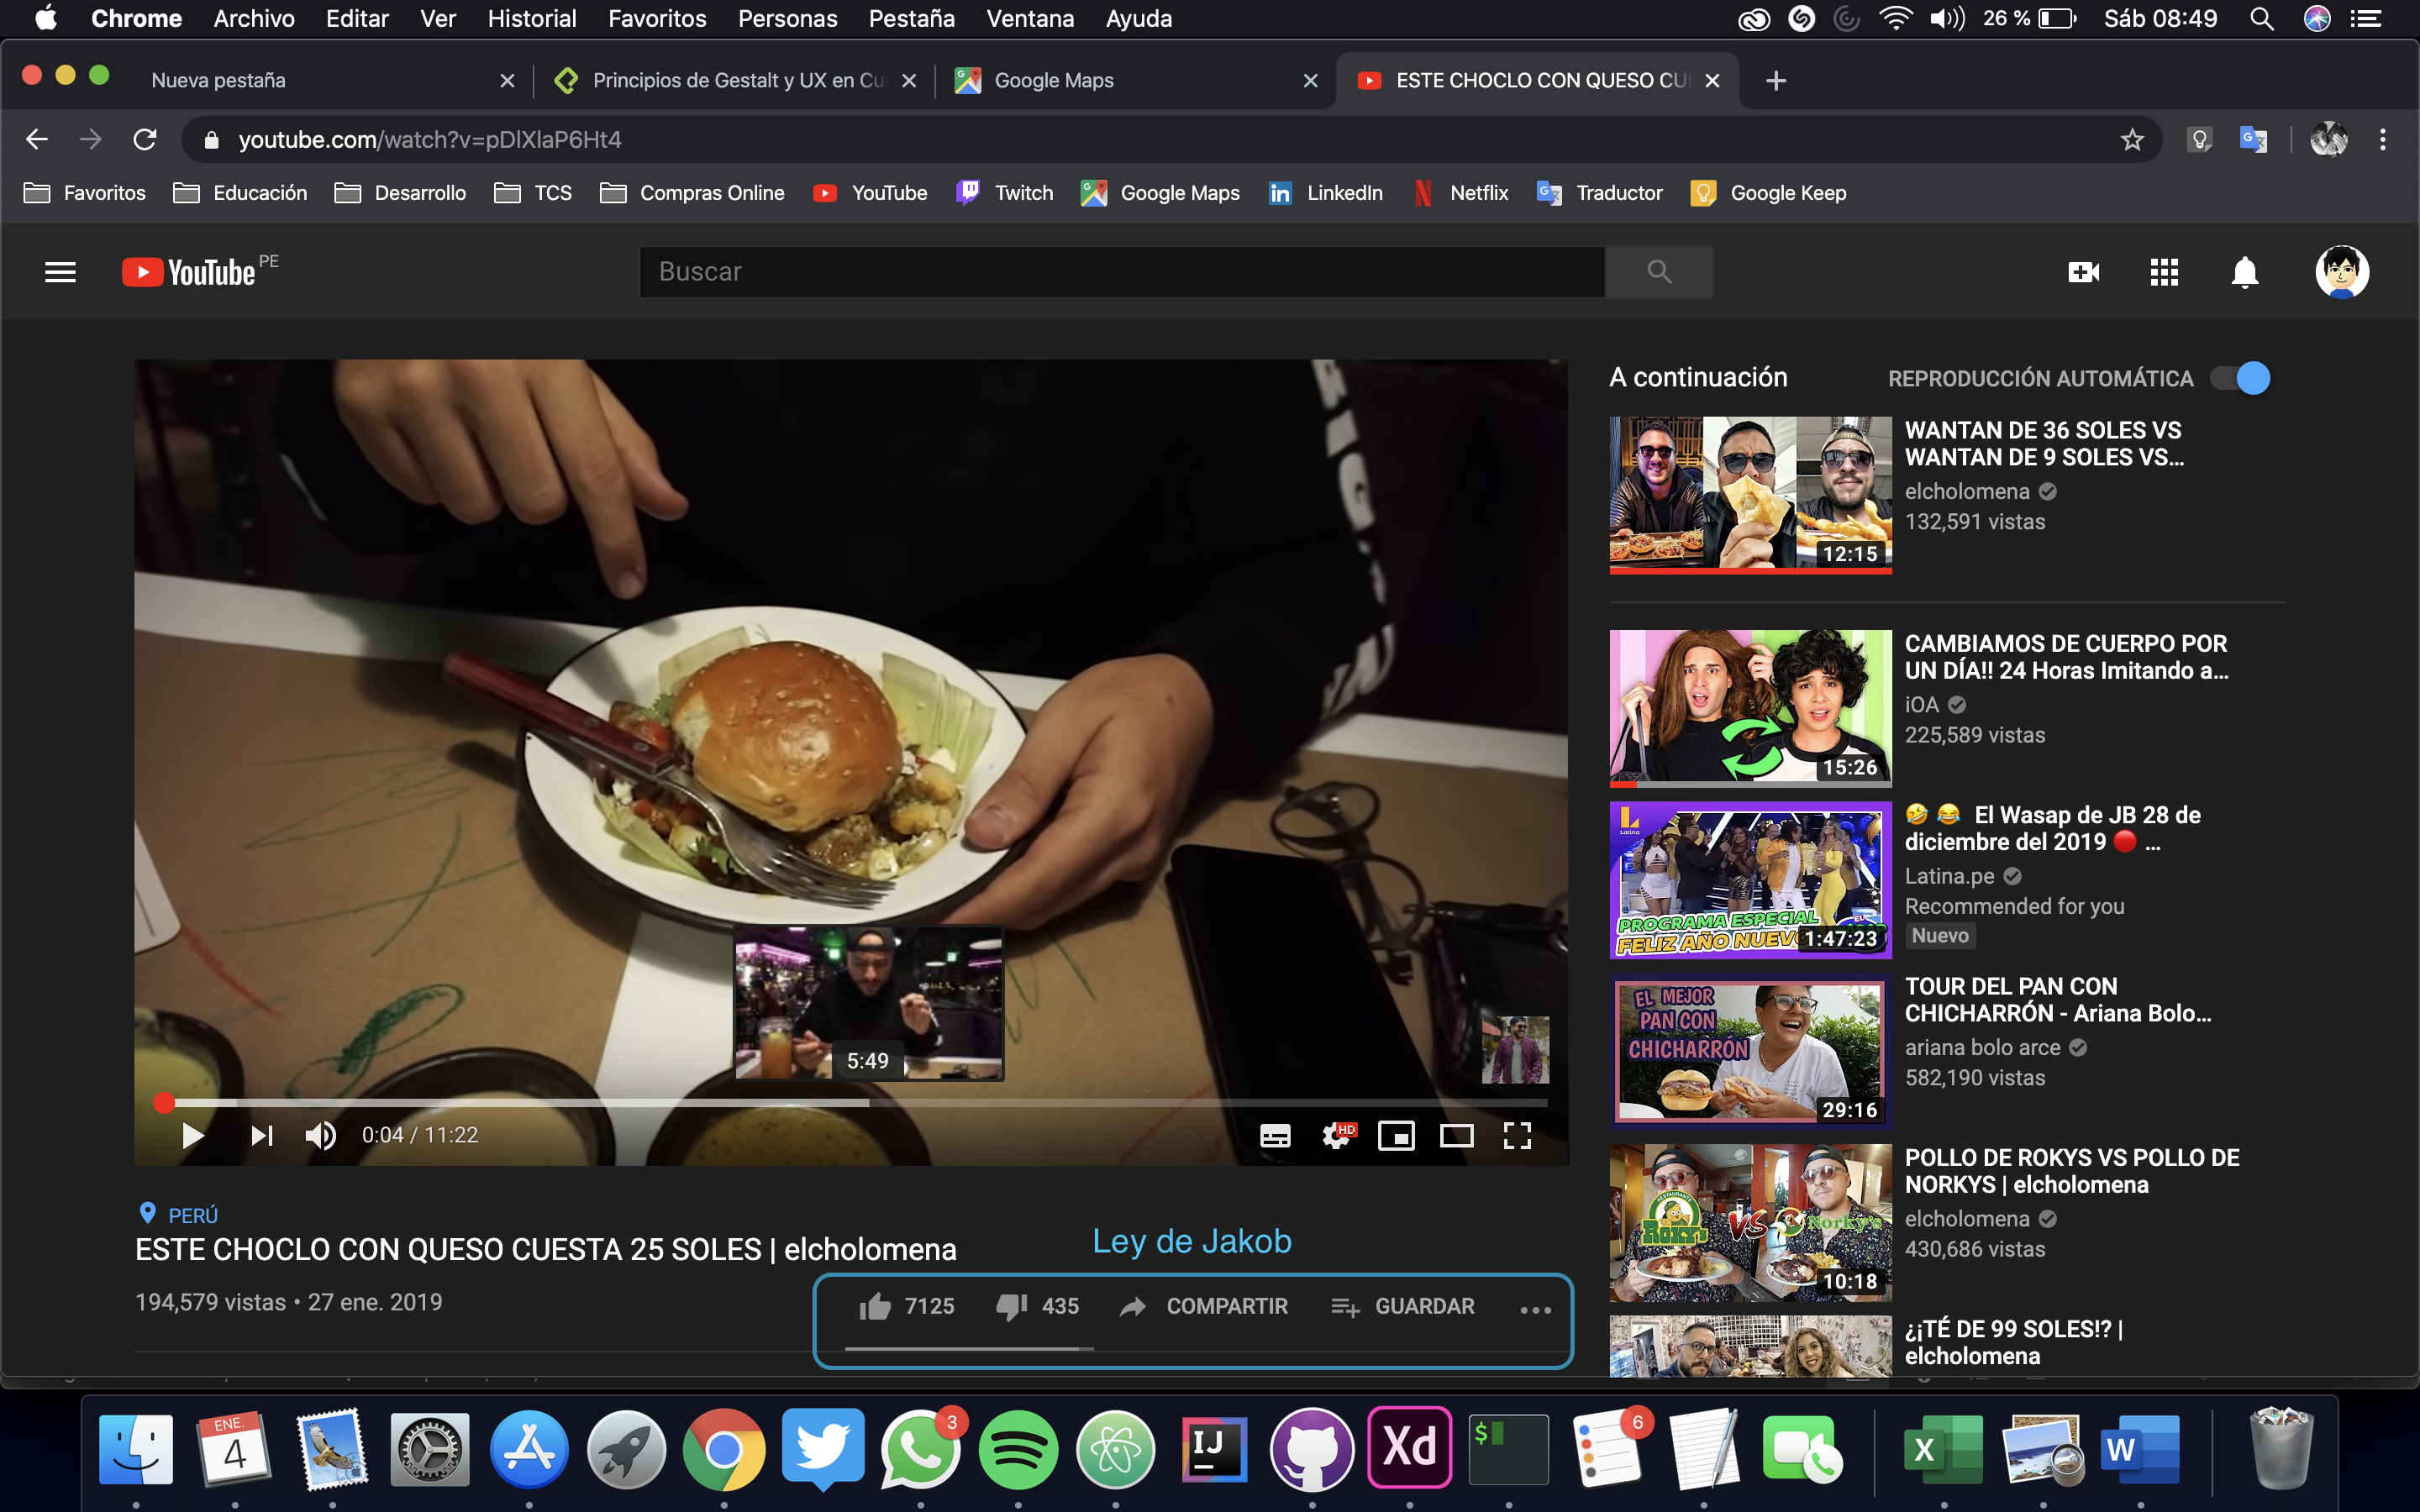 Chrome Archivo Editar Ver Historial Favoritos Personas Pestaña Ventana Ayuda 26 % Sáb 08:49
Nueva pestaña Principios de Gestalt y UX en Cu Google Maps ESTE CHOCLO CON QUESO CU
youtube.com/watch?v=pDlXlaP6Ht4
Favoritos Educación Desarrollo TCS Compras Online YouTube Twitch Google Maps LinkedIn Netflix Traductor Google Keep
YouTube PE
Buscar
A continuación REPRODUCCIÓN AUTOMÁTICA
WANTAN DE 36 SOLES VS
WANTAN DE 9 SOLES VS...
elcholomena
132,591 vistas
12:15
CAMBIAMOS DE CUERPO POR
UN DÍA!! 24 Horas Imitando a...
iOA
225,589 vistas
15:26
🤣 😂 El Wasap de JB 28 de
diciembre del 2019 🔴 ...
Latina.pe
Recommended for you
Nuevo
Latina
PROGRAMA ESPECIAL
FELIZ AÑO NUEVO
1:47:23
TOUR DEL PAN CON
CHICHARRÓN - Ariana Bolo...
ariana bolo arce
582,190 vistas
EL MEJOR
PAN CON
CHICHARRÓN
29:16
POLLO DE ROKYS VS POLLO DE
NORKYS | elcholomena
elcholomena
430,686 vistas
RESTAURANTE
ROKY's VS Norky's
10:18
¿¡TÉ DE 99 SOLES!? |
elcholomena
5:49
0:04 / 11:22
HD
PERÚ
ESTE CHOCLO CON QUESO CUESTA 25 SOLES | elcholomena
194,579 vistas • 27 ene. 2019
Ley de Jakob
7125 435 COMPARTIR GUARDAR
ENE.
4
3
IJ
Xd
$
6
X
W